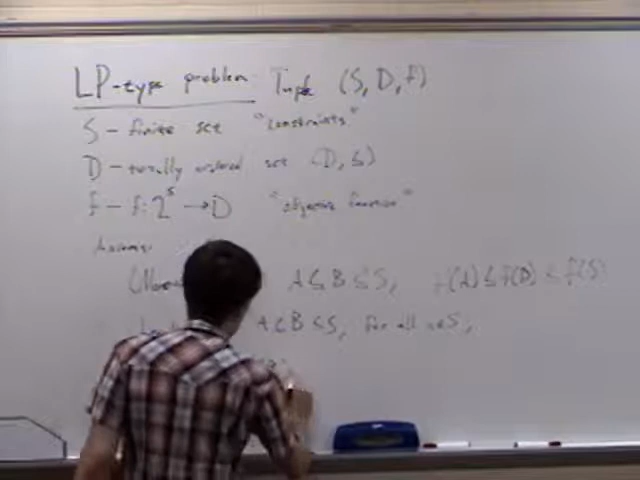 LP-type problem Tuple (S, D, f)
S - finite set "constraints"
D - totally ordered set (D, ≤)
f - f: 2^S → D "objective function"
Axioms:
A ⊆ B ⊆ S, f(A) ≤ f(B) ≤ f(S)
A ⊆ B ⊆ S, for all x∈S,